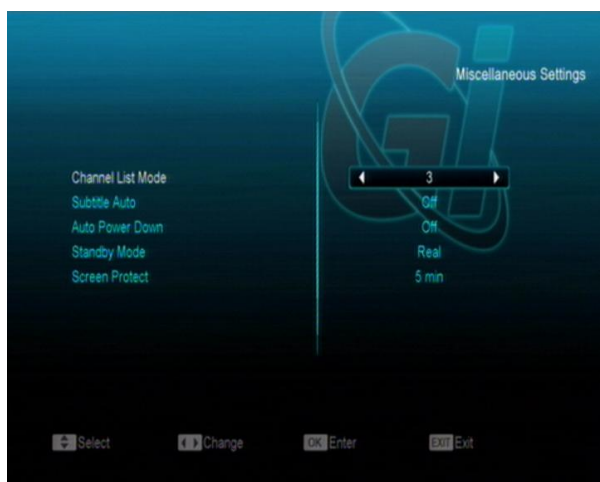 Gi
Miscellaneous Settings
Channel List Mode 3
Subtitle Auto Off
Auto Power Down Off
Standby Mode Real
Screen Protect 5 min
Select Change OK Enter EXIT Exit